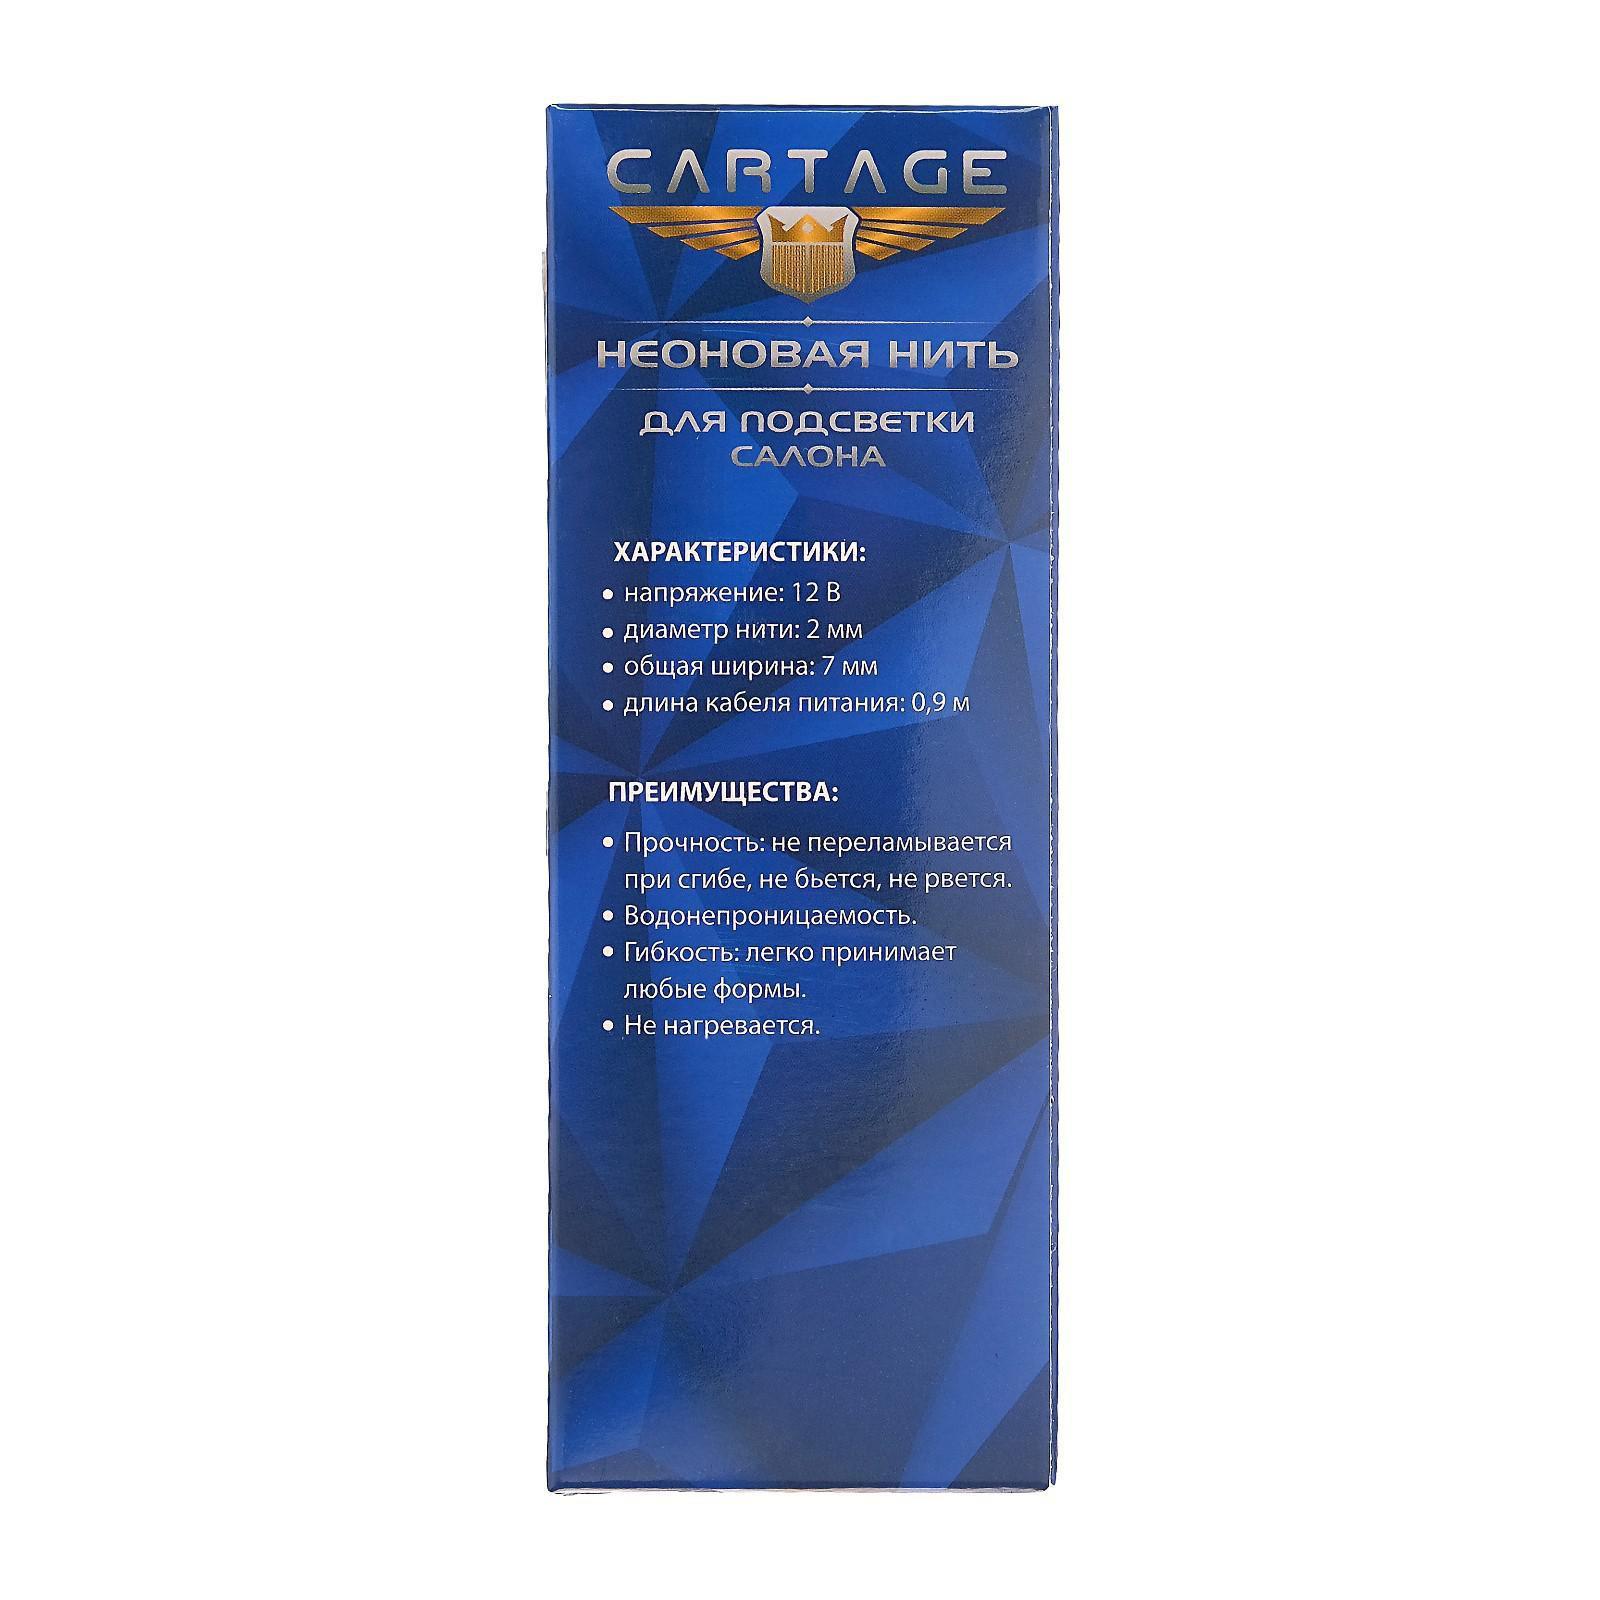 CARTAGE
НЕОНОВАЯ НИТЬ
ДЛЯ ПОДСВЕТКИ
САЛОНА
ХАРАКТЕРИСТИКИ:
• напряжение: 12 В
• диаметр нити: 2 мм
• общая ширина: 7 мм
• длина кабеля питания: 0,9 м
ПРЕИМУЩЕСТВА:
• Прочность: не переламывается
при сгибе, не бьется, не рвется.
• Водонепроницаемость.
• Гибкость: легко принимает
любые формы.
• Не нагревается.